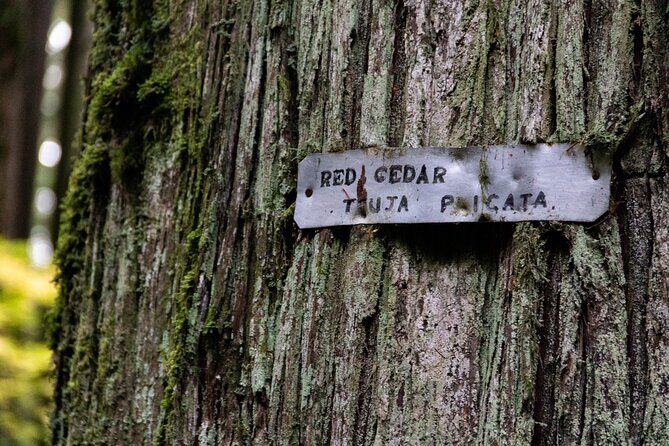 RED CEDAR
THUJA PLICATA.